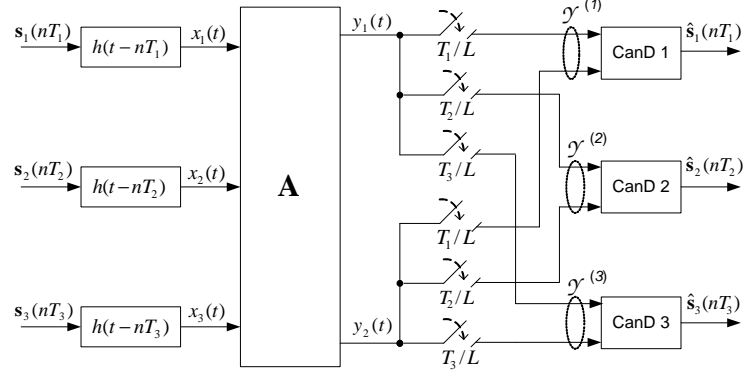 s₁(nT₁)
h(t−nT₁)
x₁(t)
s₂(nT₂)
h(t−nT₂)
x₂(t)
s₃(nT₃)
h(t−nT₃)
x₃(t)
A
y₁(t)
y₂(t)
T₁/L
T₂/L
T₃/L
T₁/L
T₂/L
T₃/L
𝒴⁽¹⁾
𝒴⁽²⁾
𝒴⁽³⁾
CanD 1
ŝ₁(nT₁)
CanD 2
ŝ₂(nT₂)
CanD 3
ŝ₃(nT₃)